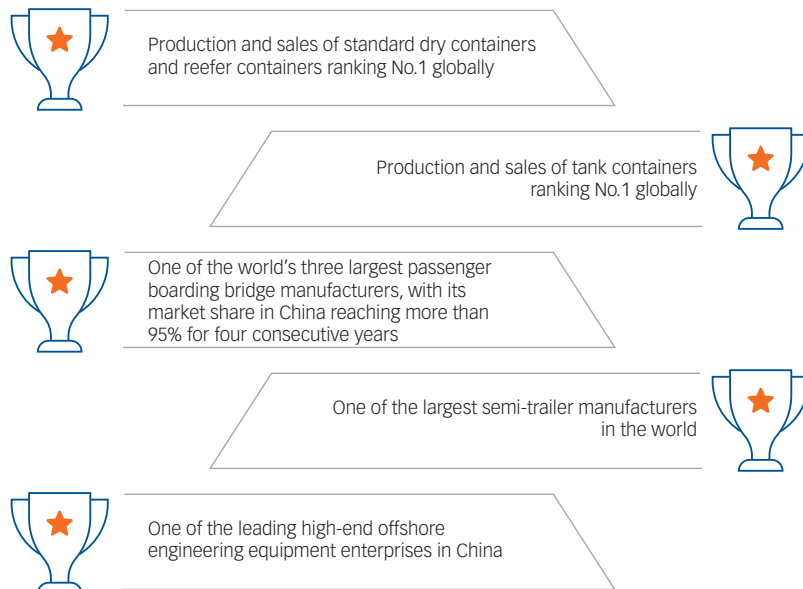 Production and sales of standard dry containers
and reefer containers ranking No.1 globally
Production and sales of tank containers
ranking No.1 globally
One of the world's three largest passenger
boarding bridge manufacturers, with its
market share in China reaching more than
95% for four consecutive years
One of the largest semi-trailer manufacturers
in the world
One of the leading high-end offshore
engineering equipment enterprises in China